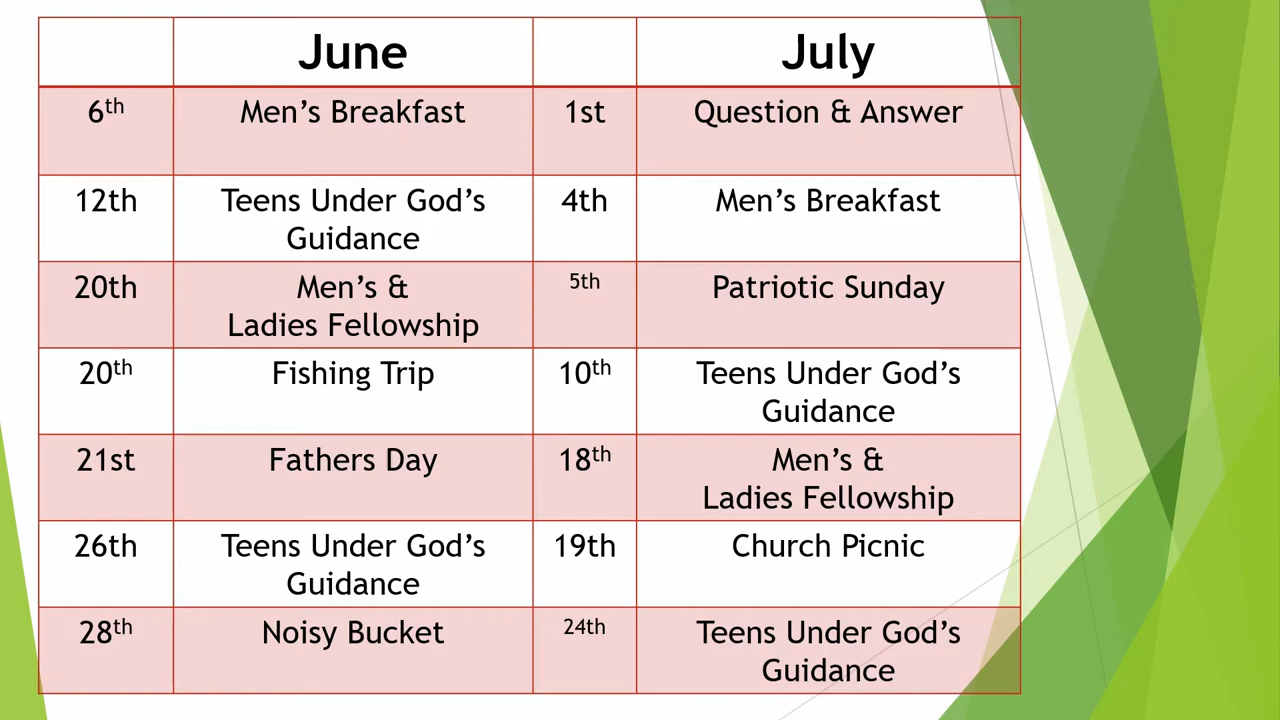 June July
6th Men's Breakfast 1st Question & Answer
12th Teens Under God's 4th Men's Breakfast
Guidance
20th Men's & 5th Patriotic Sunday
Ladies Fellowship
20th Fishing Trip 10th Teens Under God's
Guidance
21st Fathers Day 18th Men's &
Ladies Fellowship
26th Teens Under God's 19th Church Picnic
Guidance
28th Noisy Bucket 24th Teens Under God's
Guidance